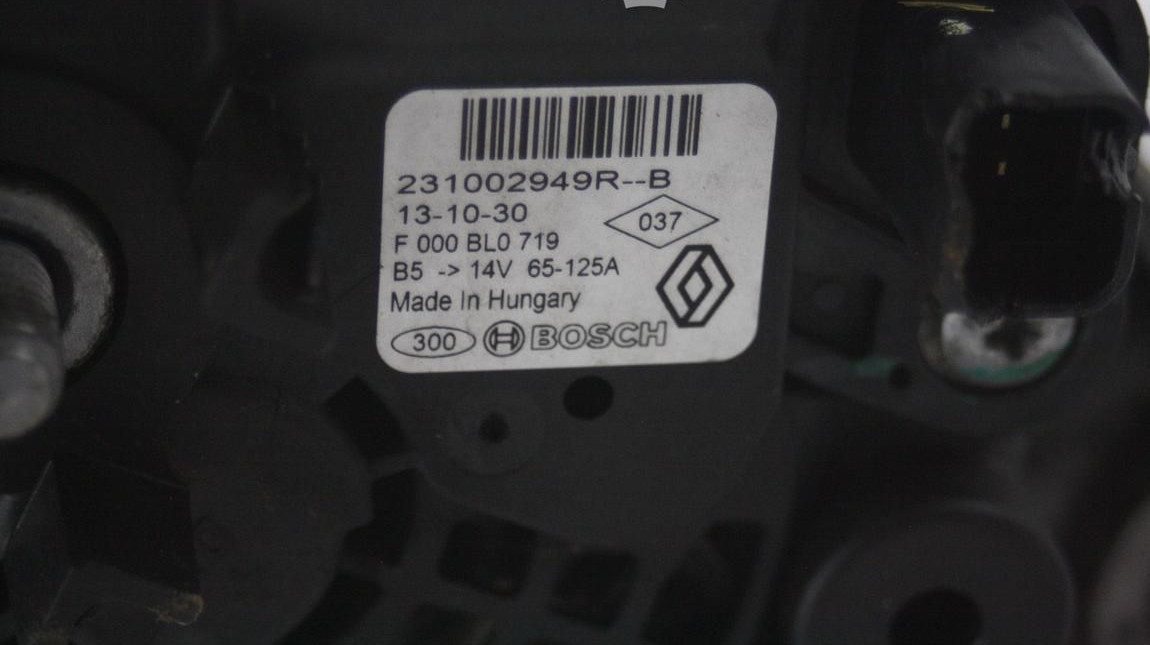 231002949R--B
13-10-30
037
F 000 BL0 719
B5 -> 14V 65-125A
Made In Hungary
300 BOSCH